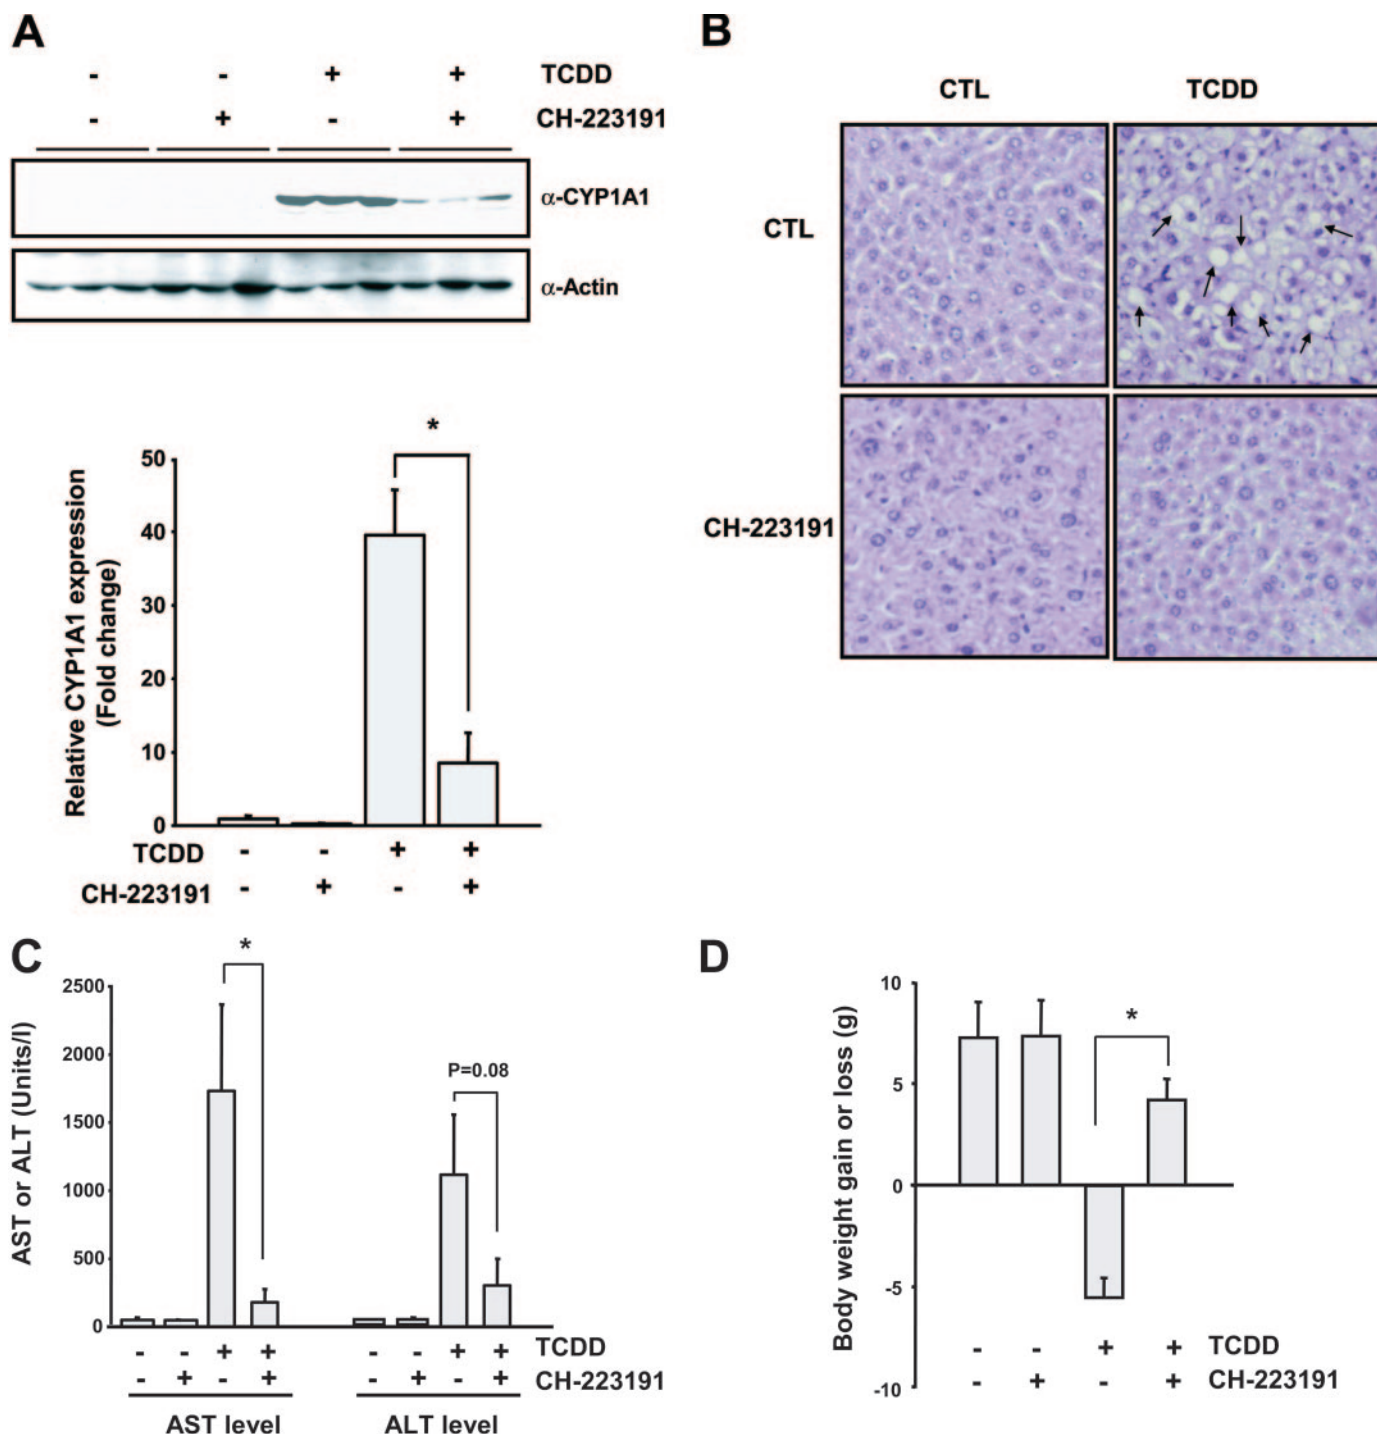 A
- - + + TCDD
- + - + CH-223191
α-CYP1A1
α-Actin
*
50
40
30
20
10
0
Relative CYP1A1 expression
(Fold change)
TCDD - - + +
CH-223191 - + - +
B
CTL TCDD
CTL
CH-223191
C
*
P=0.08
2500
2000
1500
1000
500
0
AST or ALT (Units/l)
- - + + - - + + TCDD
- + - + - + - + CH-223191
AST level ALT level
D
*
10
5
0
-5
-10
Body weight gain or loss (g)
- - + + TCDD
- + - + CH-223191